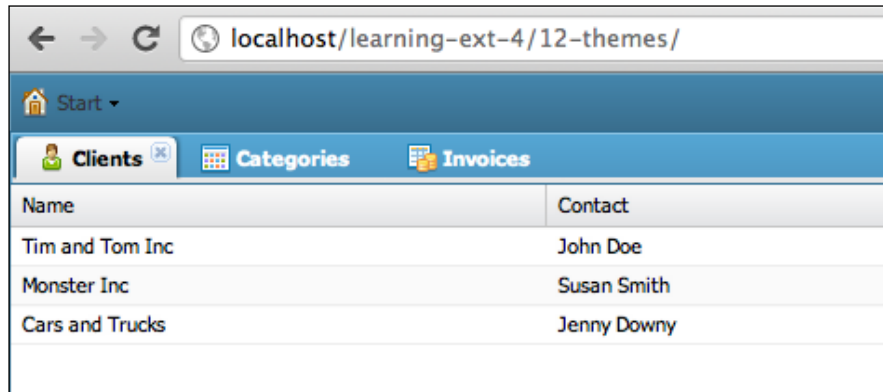 localhost/learning-ext-4/12-themes/
Start
Clients Categories Invoices
Name Contact
Tim and Tom Inc John Doe
Monster Inc Susan Smith
Cars and Trucks Jenny Downy